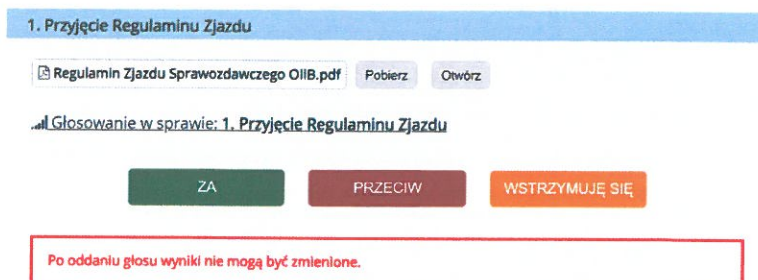 1. Przyjęcie Regulaminu Zjazdu
Regulamin Zjazdu Sprawozdawczego OIIB.pdf Pobierz Otwórz
Głosowanie w sprawie: 1. Przyjęcie Regulaminu Zjazdu
ZA PRZECIW WSTRZYMUJĘ SIĘ
Po oddaniu głosu wyniki nie mogą być zmienione.